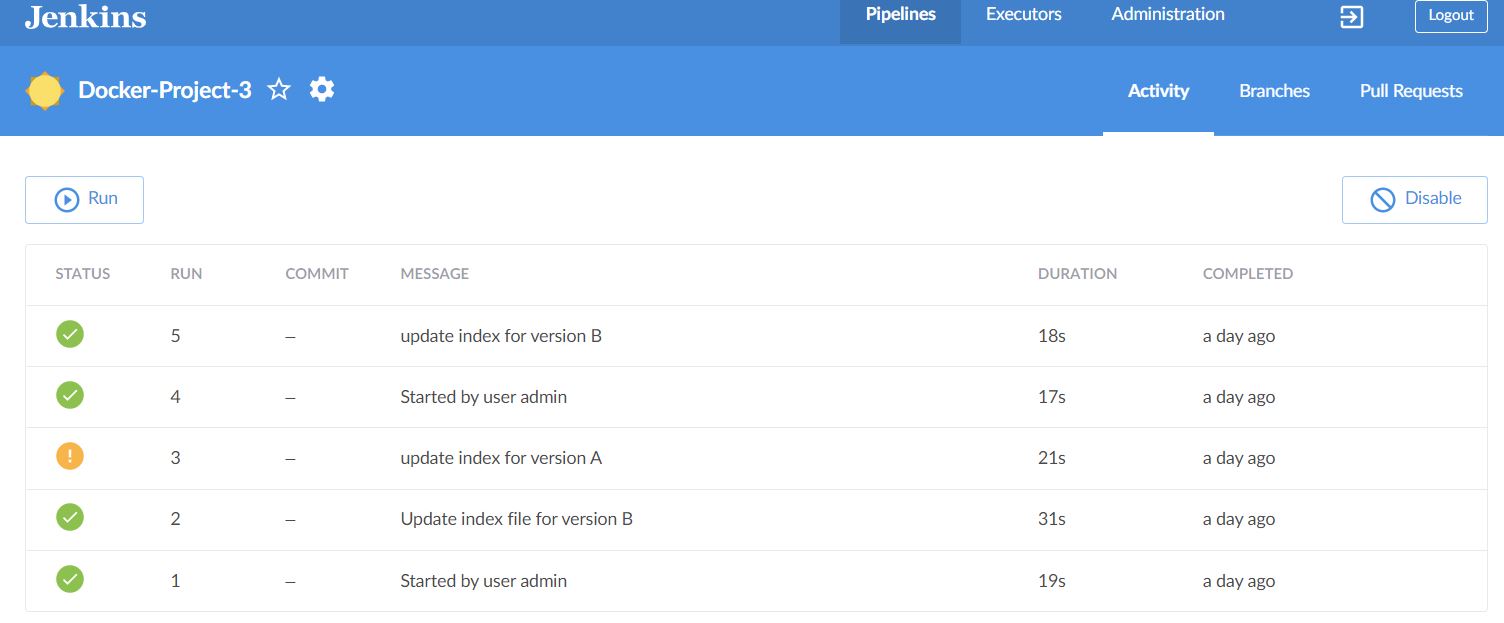 Jenkins Pipelines Executors Administration Logout
Docker-Project-3 Activity Branches Pull Requests
Run Disable
STATUS RUN COMMIT MESSAGE DURATION COMPLETED
5 – update index for version B 18s a day ago
4 – Started by user admin 17s a day ago
! 3 – update index for version A 21s a day ago
2 – Update index file for version B 31s a day ago
1 – Started by user admin 19s a day ago